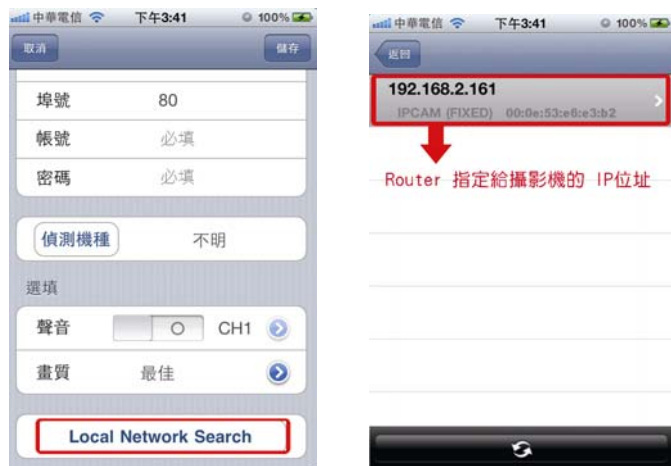 中華電信 下午3:41 100%
取消 儲存
埠號 80
帳號 必填
密碼 必填
偵測機種 不明
選填
聲音 CH1
畫質 最佳
Local Network Search
中華電信 下午3:41 100%
返回
192.168.2.161
IPCAM (FIXED) 00:0e:53:e6:e3:b2
Router 指定給攝影機的 IP位址